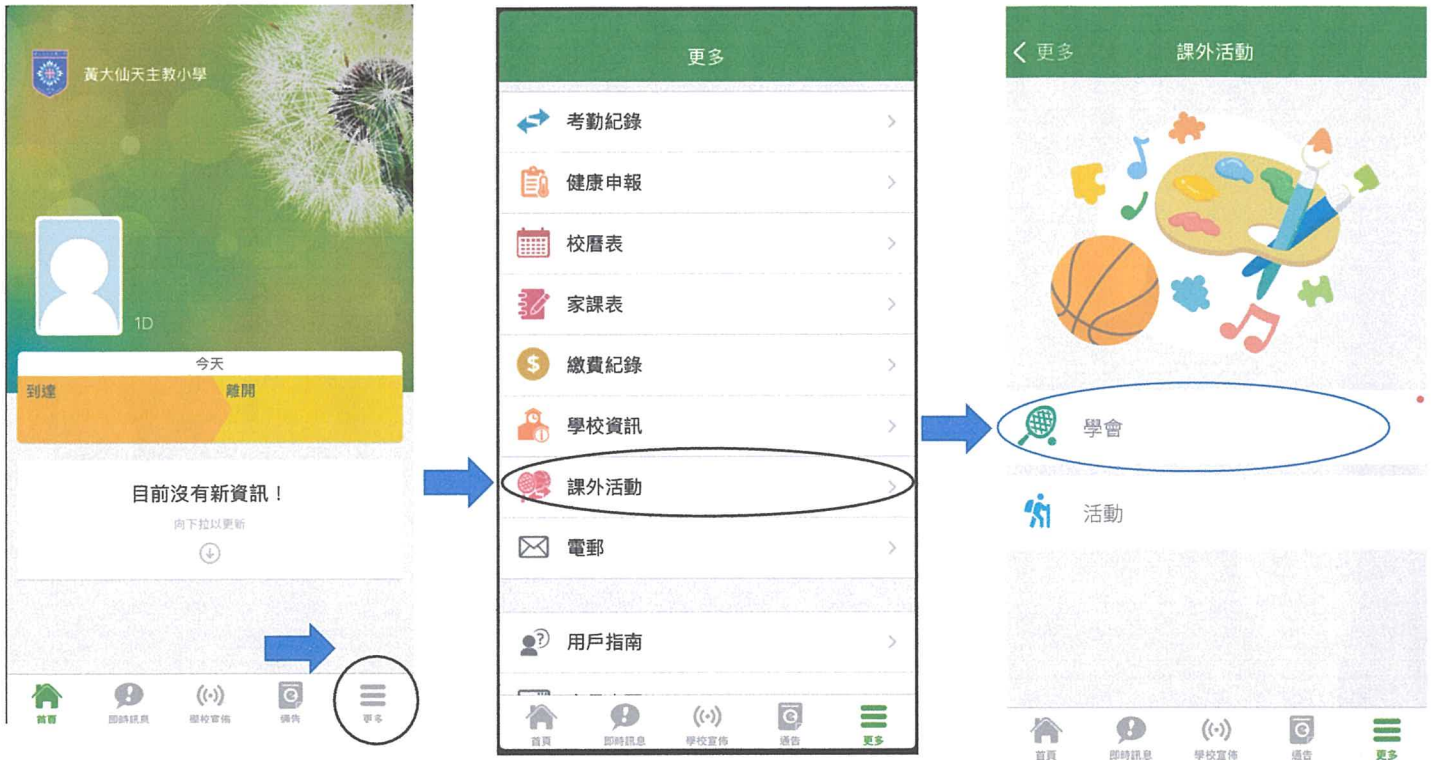 黃大仙天主教小學
1D
今天
到達
離開
目前沒有新資訊！
向下拉以更新
首頁
即時訊息
學校宣佈
通告
更多
更多
考勤紀錄
健康申報
校曆表
家課表
繳費紀錄
學校資訊
課外活動
電郵
用戶指南
首頁
即時訊息
學校宣佈
通告
更多
更多
課外活動
學會
活動
首頁
即時訊息
學校宣佈
通告
更多